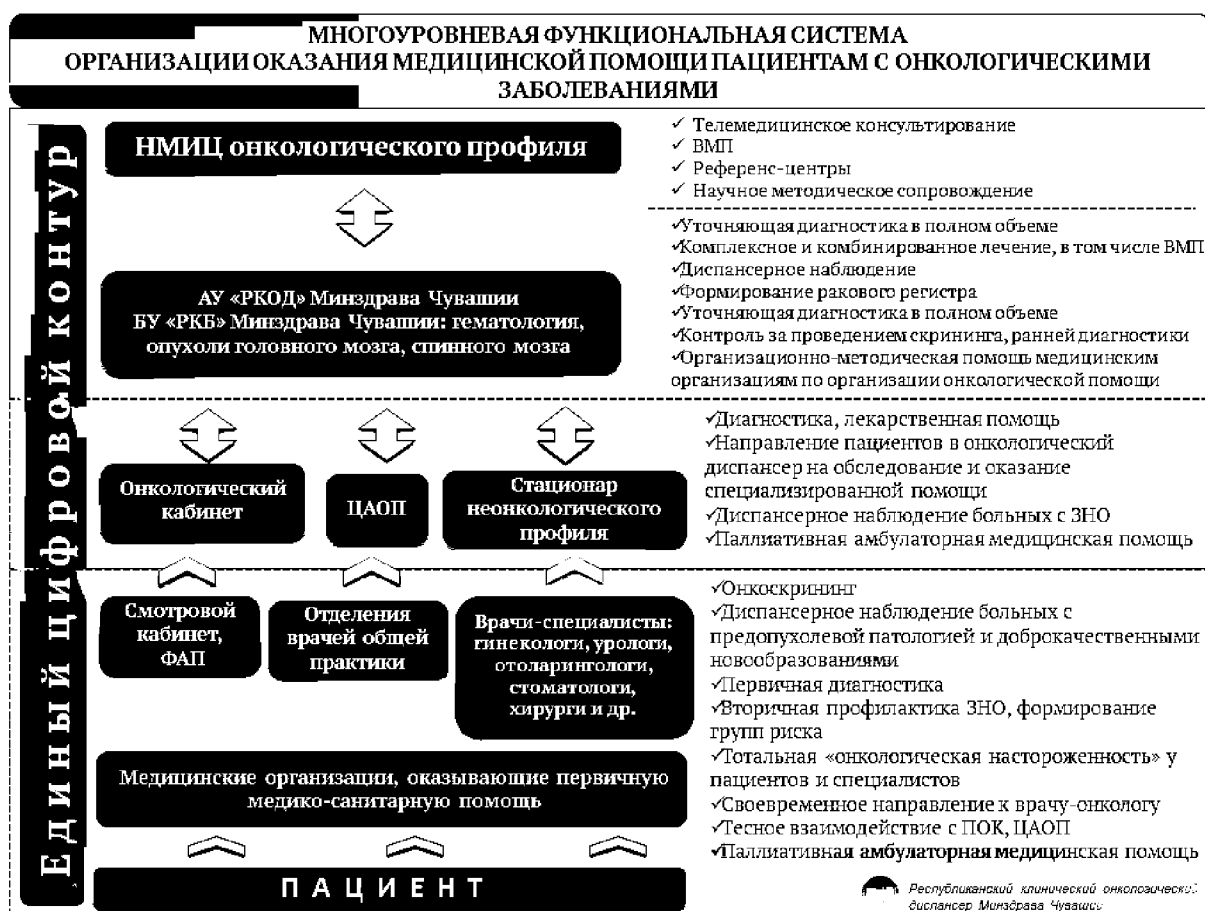 МНОГОУРОВНЕВАЯ ФУНКЦИОНАЛЬНАЯ СИСТЕМА
ОРГАНИЗАЦИИ ОКАЗАНИЯ МЕДИЦИНСКОЙ ПОМОЩИ ПАЦИЕНТАМ С ОНКОЛОГИЧЕСКИМИ
ЗАБОЛЕВАНИЯМИ
Единый цифровой контур
НМИЦ онкологического профиля
✓ Телемедицинское консультирование
✓ ВМП
✓ Референс-центры
✓ Научное методическое сопровождение
АУ «РКОД» Минздрава Чувашии
БУ «РКБ» Минздрава Чувашии: гематология,
опухоли головного мозга, спинного мозга
✓Уточняющая диагностика в полном объеме
✓Комплексное и комбинированное лечение, в том числе ВМП
✓Диспансерное наблюдение
✓Формирование ракового регистра
✓Уточняющая диагностика в полном объеме
✓Контроль за проведением скрининга, ранней диагностики
✓Организационно-методическая помощь медицинским
организациям по организации онкологической помощи
Онкологический
кабинет
ЦАОП
Стационар
неонкологического
профиля
✓Диагностика, лекарственная помощь
✓Направление пациентов в онкологический
диспансер на обследование и оказание
специализированной помощи
✓Диспансерное наблюдение больных с ЗНО
✓Паллиативная амбулаторная медицинская помощь
Смотровой
кабинет,
ФАП
Отделения
врачей общей
практики
Врачи-специалисты:
гинекологи, урологи,
отоларингологи,
стоматологи,
хирурги и др.
Медицинские организации, оказывающие первичную
медико-санитарную помощь
✓Онкоскрининг
✓Диспансерное наблюдение больных с
предопухолевой патологией и доброкачественными
новообразованиями
✓Первичная диагностика
✓Вторичная профилактика ЗНО, формирование
групп риска
✓Тотальная «онкологическая настороженность» у
пациентов и специалистов
✓Своевременное направление к врачу-онкологу
✓Тесное взаимодействие с ПОК, ЦАОП
✓Паллиативная амбулаторная медицинская помощь
ПАЦИЕНТ
Республиканский клинический онкологический
диспансер Минздрава Чувашии